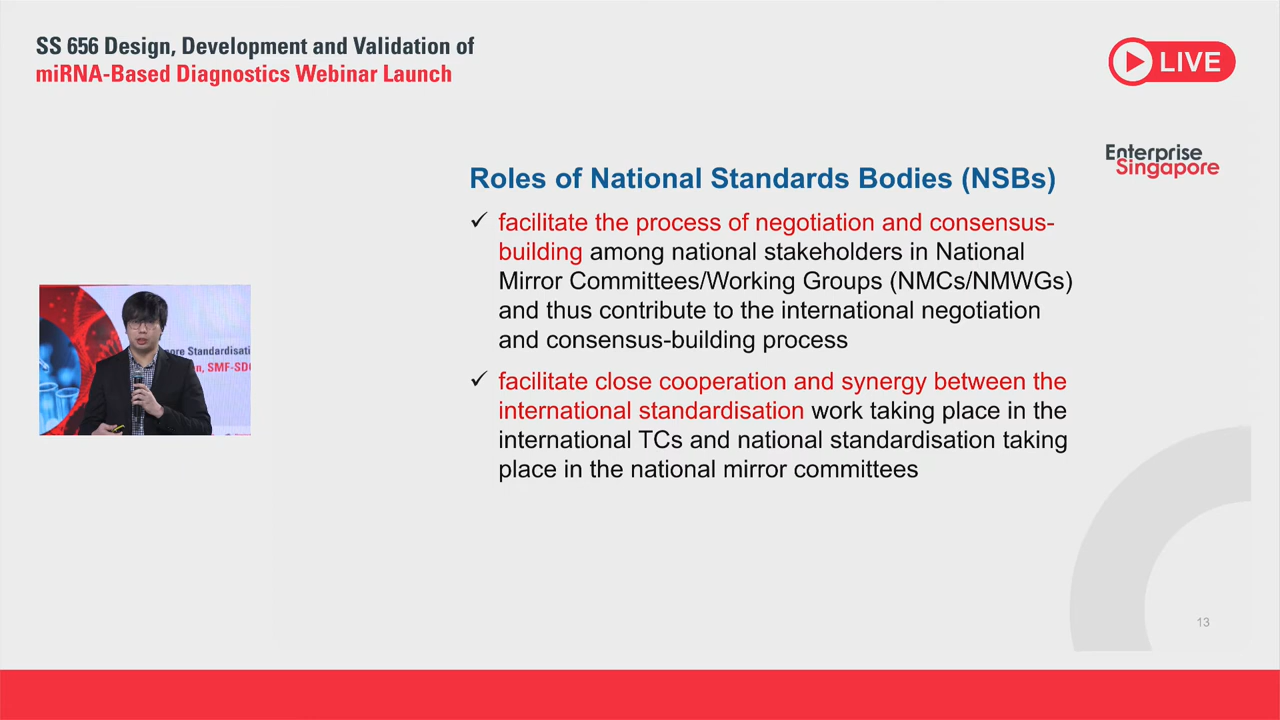 SS 656 Design, Development and Validation of
miRNA-Based Diagnostics Webinar Launch
LIVE
Enterprise
Singapore
Roles of National Standards Bodies (NSBs)
facilitate the process of negotiation and consensus-
building among national stakeholders in National
Mirror Committees/Working Groups (NMCs/NMWGs)
and thus contribute to the international negotiation
and consensus-building process
facilitate close cooperation and synergy between the
international standardisation work taking place in the
international TCs and national standardisation taking
place in the national mirror committees
SMF-SD
13